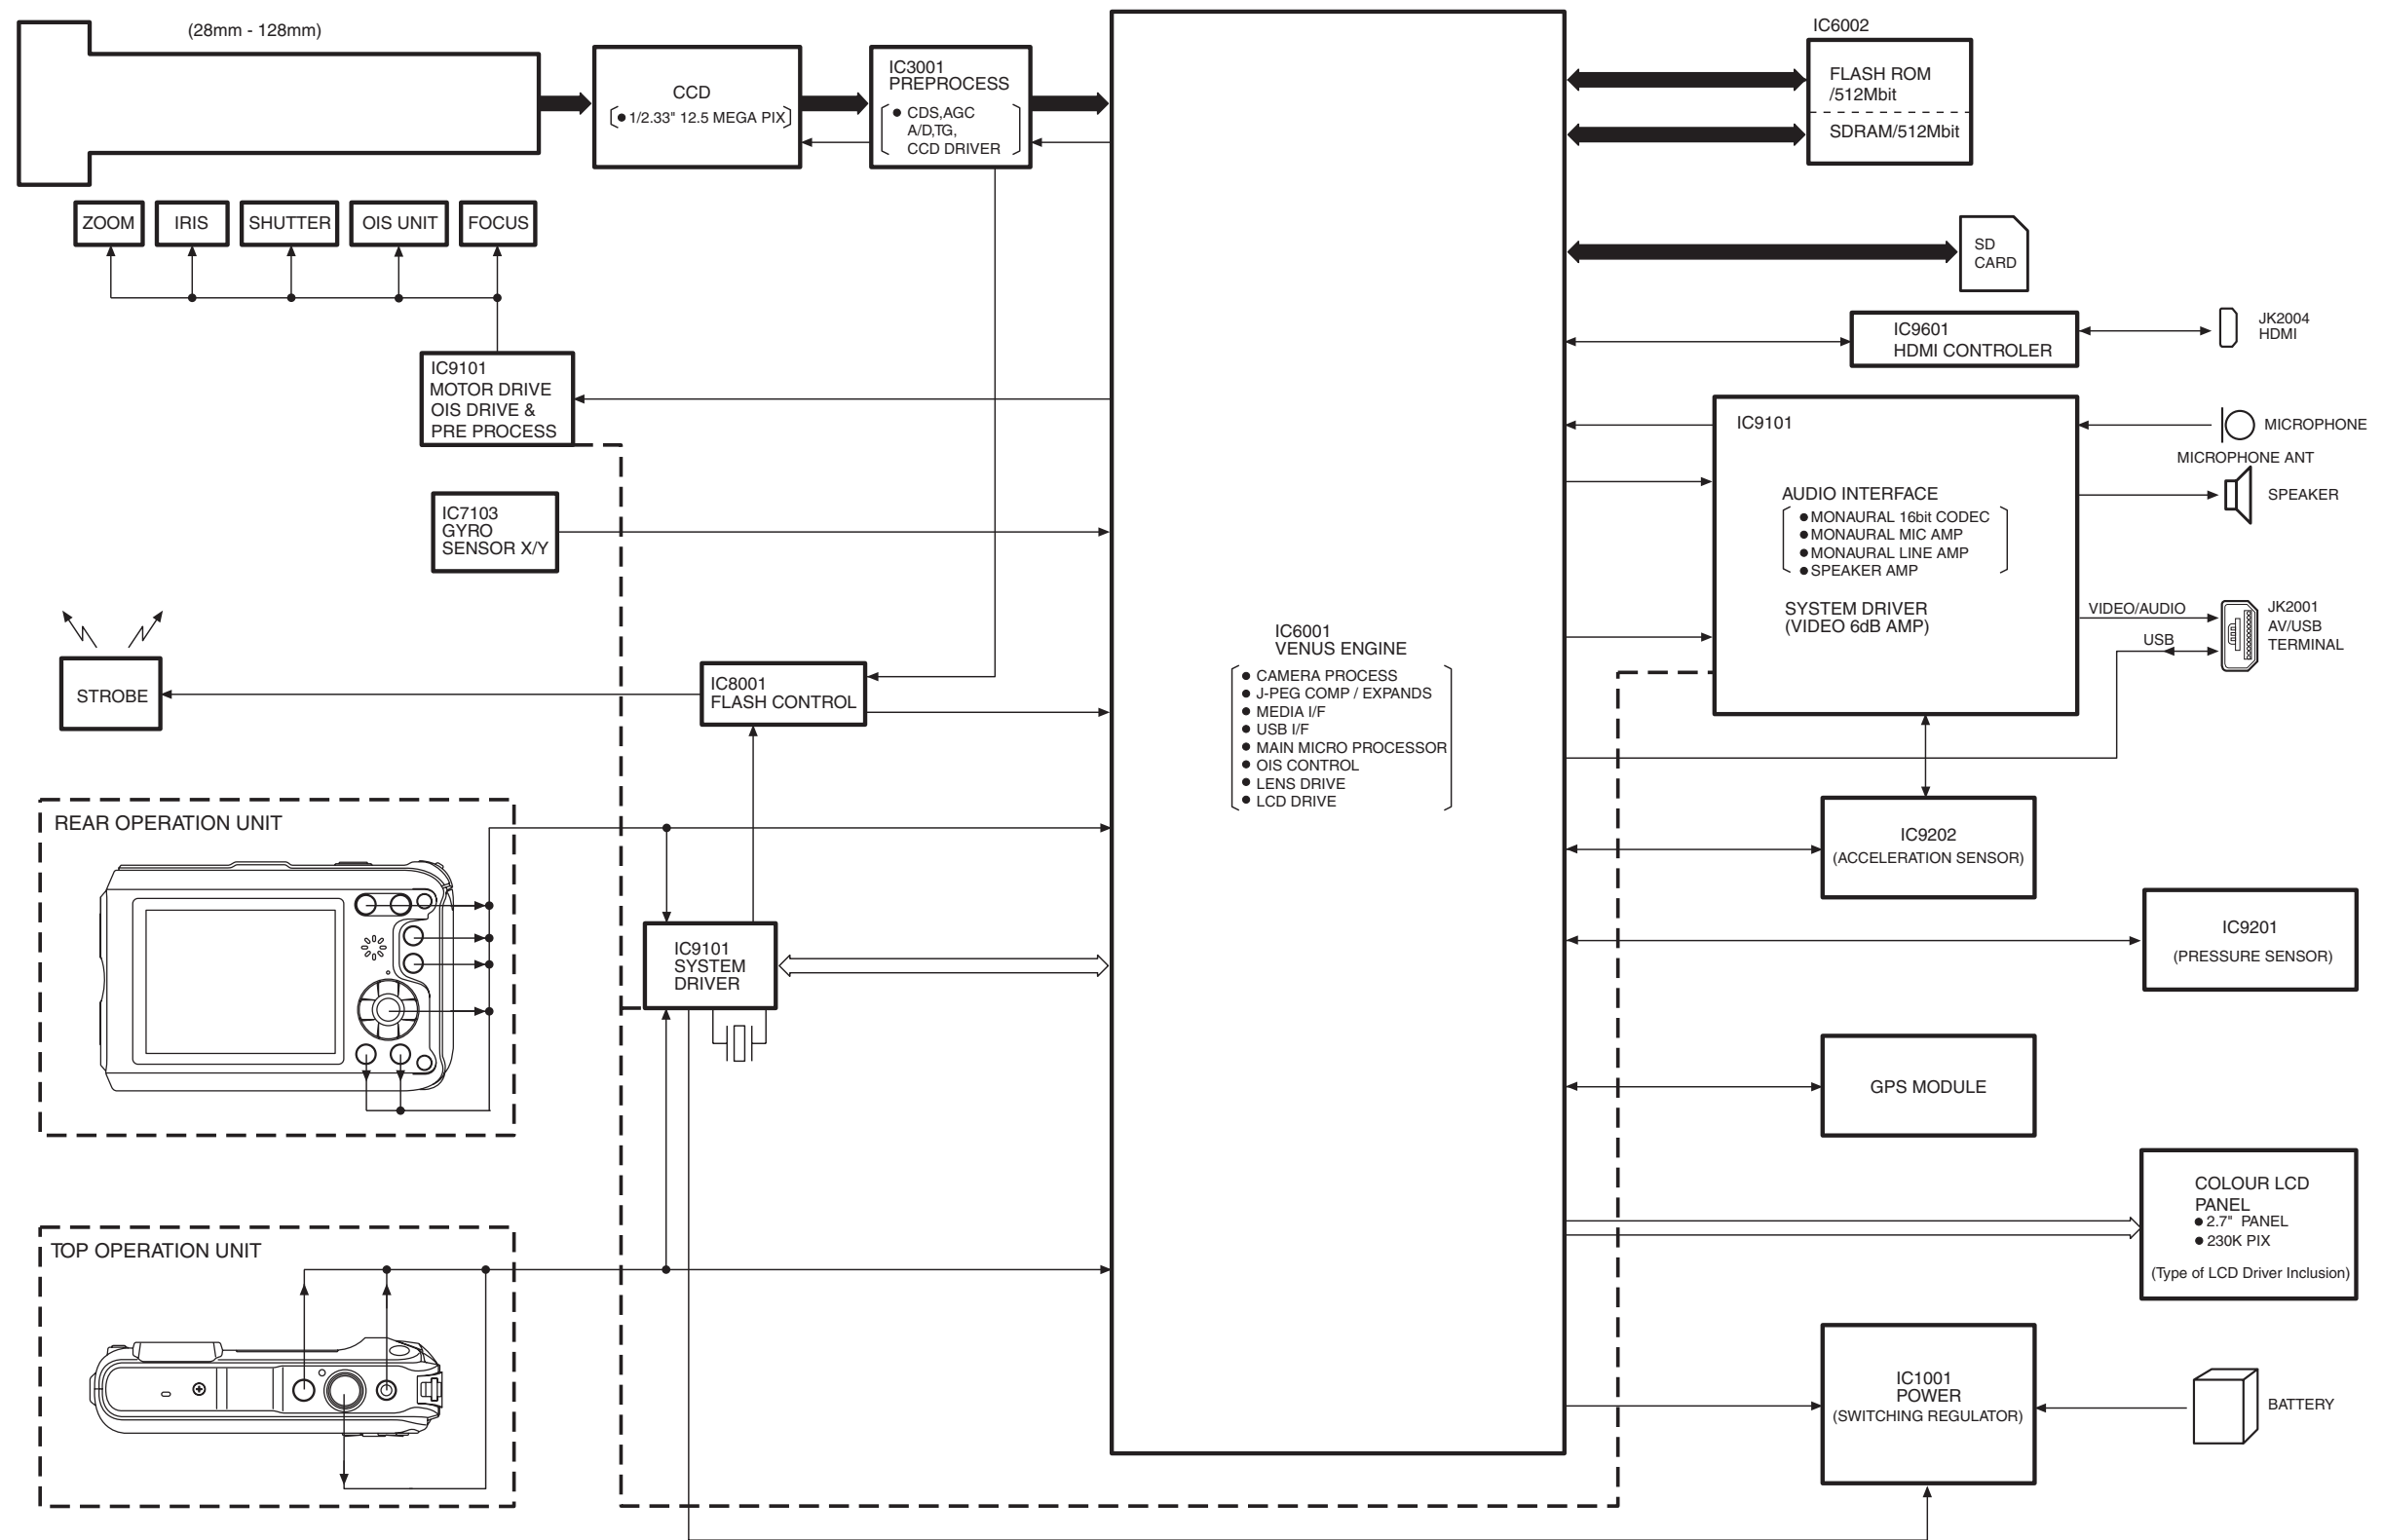 (28mm - 128mm)
CCD
● 1/2.33" 12.5 MEGA PIX
IC3001
PREPROCESS
● CDS,AGC
A/D,TG,
CCD DRIVER
IC6002
FLASH ROM
/512Mbit
SDRAM/512Mbit
ZOOM
IRIS
SHUTTER
OIS UNIT
FOCUS
SD
CARD
IC9601
HDMI CONTROLER
JK2004
HDMI
IC9101
MOTOR DRIVE
OIS DRIVE &
PRE PROCESS
IC9101
AUDIO INTERFACE
● MONAURAL 16bit CODEC
● MONAURAL MIC AMP
● MONAURAL LINE AMP
● SPEAKER AMP
SYSTEM DRIVER
(VIDEO 6dB AMP)
MICROPHONE
MICROPHONE ANT
SPEAKER
VIDEO/AUDIO
USB
JK2001
AV/USB
TERMINAL
IC7103
GYRO
SENSOR X/Y
STROBE
IC8001
FLASH CONTROL
IC6001
VENUS ENGINE
● CAMERA PROCESS
● J-PEG COMP / EXPANDS
● MEDIA I/F
● USB I/F
● MAIN MICRO PROCESSOR
● OIS CONTROL
● LENS DRIVE
● LCD DRIVE
REAR OPERATION UNIT
IC9202
(ACCELERATION SENSOR)
IC9201
(PRESSURE SENSOR)
IC9101
SYSTEM
DRIVER
GPS MODULE
COLOUR LCD
PANEL
● 2.7" PANEL
● 230K PIX
(Type of LCD Driver Inclusion)
TOP OPERATION UNIT
IC1001
POWER
(SWITCHING REGULATOR)
BATTERY